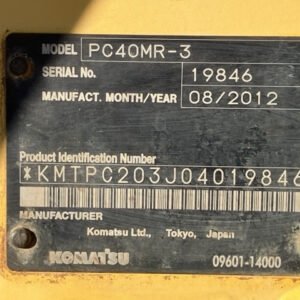 MODEL PC40MR-3
SERIAL No. 19846
MANUFACT. MONTH/YEAR 08/2012
Product Identification Number
*KMTPC203J04019846
MANUFACTURER
Komatsu Ltd., Tokyo, Japan
KOMATSU 09601-14000